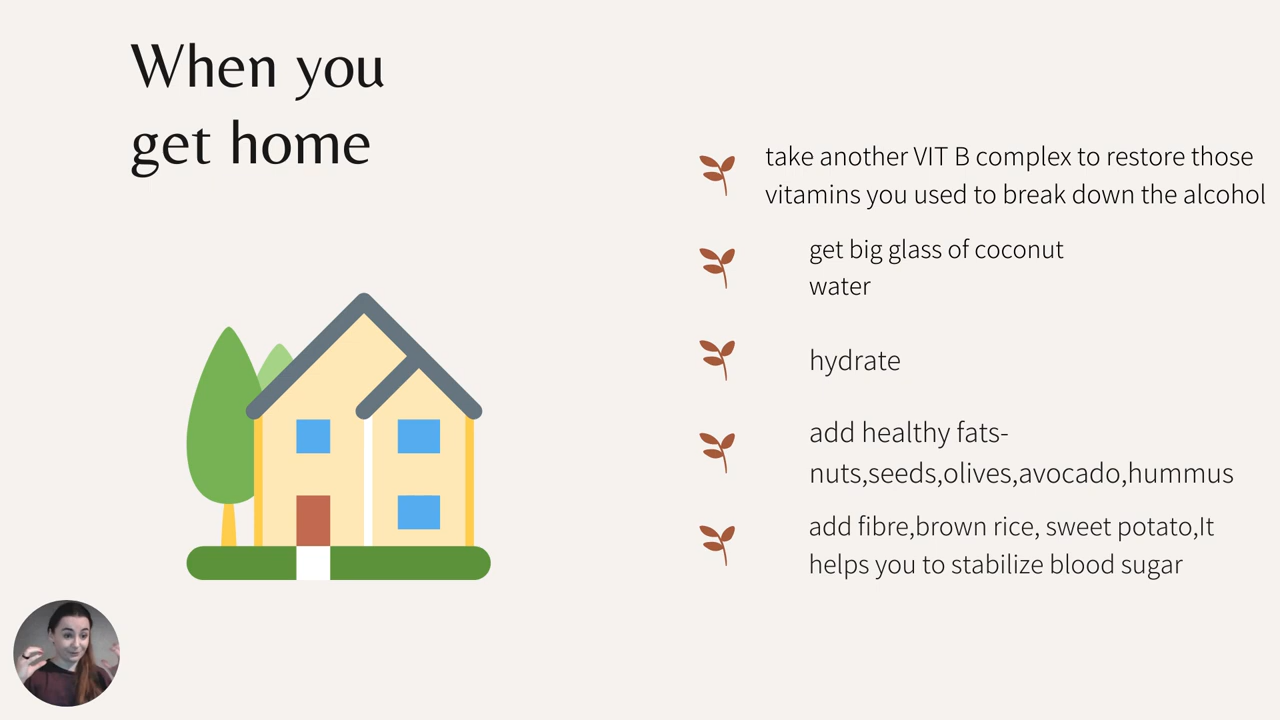 When you
get home
take another VIT B complex to restore those
vitamins you used to break down the alcohol
get big glass of coconut
water
hydrate
add healthy fats-
nuts,seeds,olives,avocado,hummus
add fibre,brown rice, sweet potato,It
helps you to stabilize blood sugar